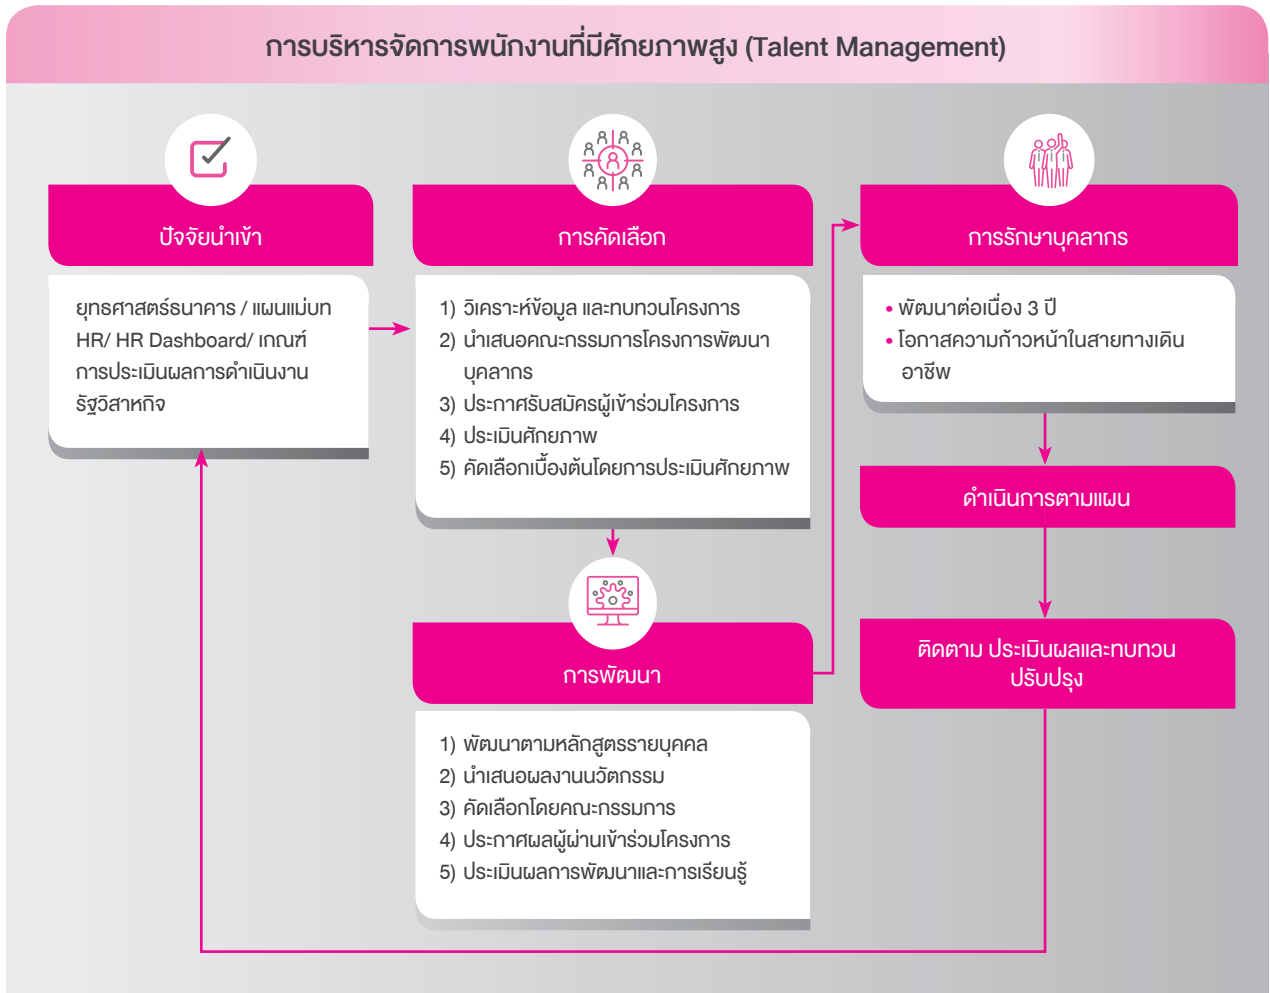 การบริหารจัดการพนักงานที่มีศักยภาพสูง (Talent Management)
ปัจจัยนำเข้า
ยุทธศาสตร์ธนาคาร / แผนแม่บท
HR/ HR Dashboard/ เกณฑ์
การประเมินผลการดำเนินงาน
รัฐวิสาหกิจ
การคัดเลือก
1) วิเคราะห์ข้อมูล และทบทวนโครงการ
2) นำเสนอคณะกรรมการโครงการพัฒนา
บุคลากร
3) ประกาศรับสมัครผู้เข้าร่วมโครงการ
4) ประเมินศักยภาพ
5) คัดเลือกเบื้องต้นโดยการประเมินศักยภาพ
การพัฒนา
1) พัฒนาตามหลักสูตรรายบุคคล
2) นำเสนอผลงานนวัตกรรม
3) คัดเลือกโดยคณะกรรมการ
4) ประกาศผลผู้ผ่านเข้าร่วมโครงการ
5) ประเมินผลการพัฒนาและการเรียนรู้
การรักษาบุคลากร
• พัฒนาต่อเนื่อง 3 ปี
• โอกาสความก้าวหน้าในสายทางเดิน
อาชีพ
ดำเนินการตามแผน
ติดตาม ประเมินผลและทบทวน
ปรับปรุง